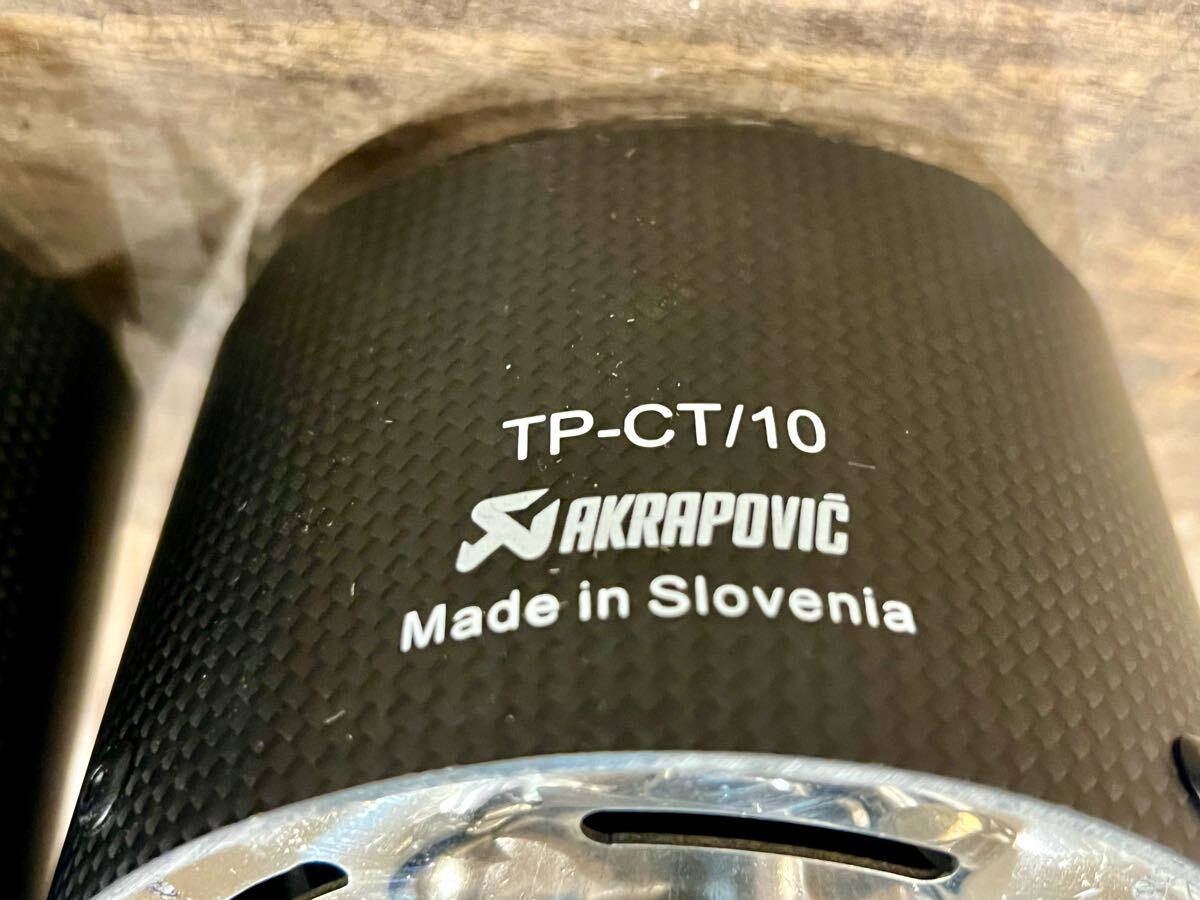 TP-CT/10
AKRAPOVIČ
Made in Slovenia